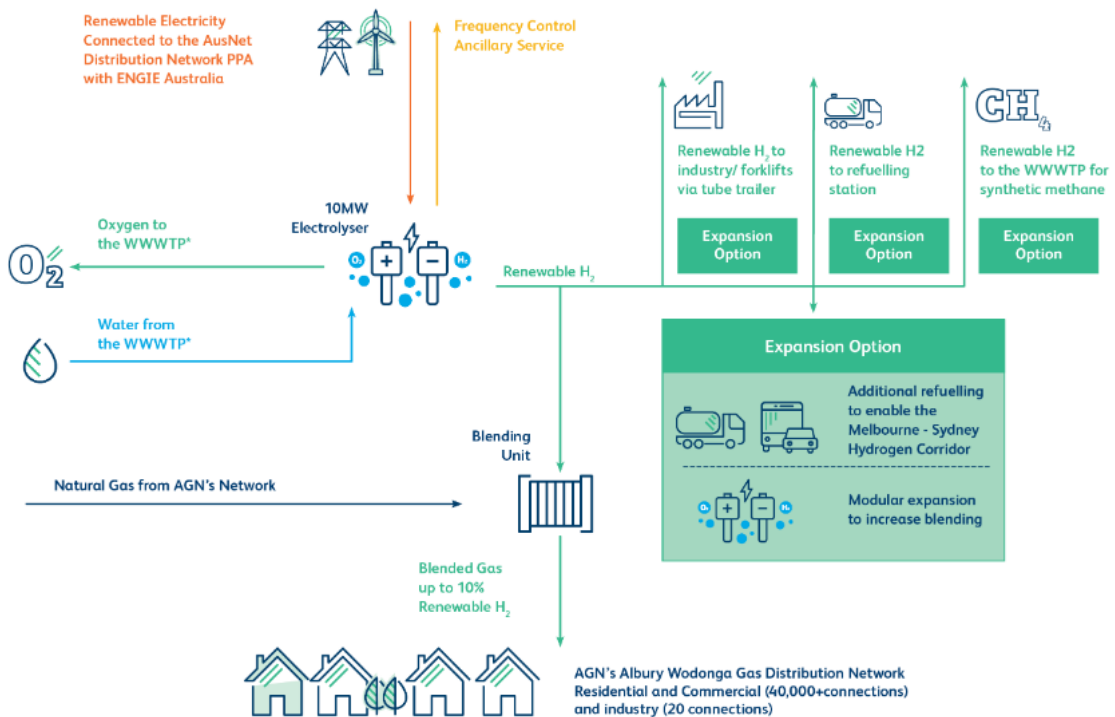 Renewable Electricity
Connected to the AusNet
Distribution Network PPA
with ENGIE Australia
Frequency Control
Ancillary Service
CH₄
Renewable H₂ to
industry/ forklifts
via tube trailer
Renewable H2
to refuelling
station
Renewable H2
to the WWWTP for
synthetic methane
Expansion
Option
Expansion
Option
Expansion
Option
10MW
Electrolyser
Oxygen to
the WWWTP*
O₂
O₂
+
−
H₂
Renewable H₂
Water from
the WWWTP*
Expansion Option
Additional refuelling
to enable the
Melbourne - Sydney
Hydrogen Corridor
O₂
+
−
H₂
Modular expansion
to increase blending
Blending
Unit
Natural Gas from AGN's Network
Blended Gas
up to 10%
Renewable H₂
AGN's Albury Wodonga Gas Distribution Network
Residential and Commercial (40,000+connections)
and industry (20 connections)